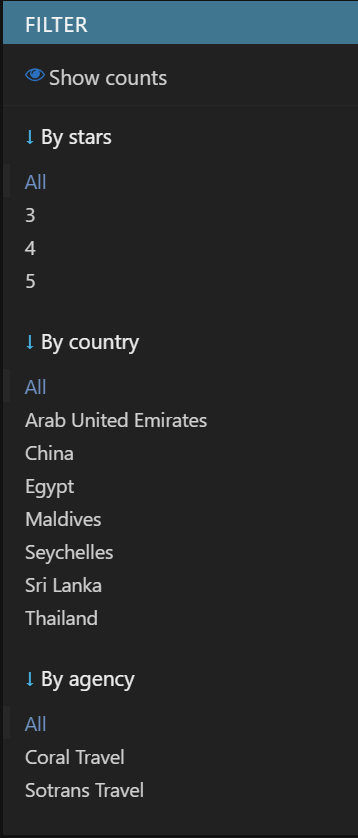 FILTER
Show counts
↓ By stars
All
3
4
5
↓ By country
All
Arab United Emirates
China
Egypt
Maldives
Seychelles
Sri Lanka
Thailand
↓ By agency
All
Coral Travel
Sotrans Travel